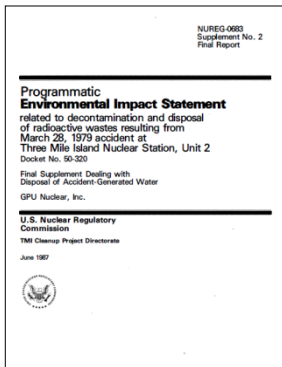 NUREG-0683
Supplement No. 2
Final Report
Programmatic
Environmental Impact Statement
related to decontamination and disposal
of radioactive wastes resulting from
March 28, 1979 accident at
Three Mile Island Nuclear Station, Unit 2
Docket No. 50-320
Final Supplement Dealing with
Disposal of Accident-Generated Water
GPU Nuclear, Inc.
U.S. Nuclear Regulatory
Commission
TMI Cleanup Project Directorate
June 1987